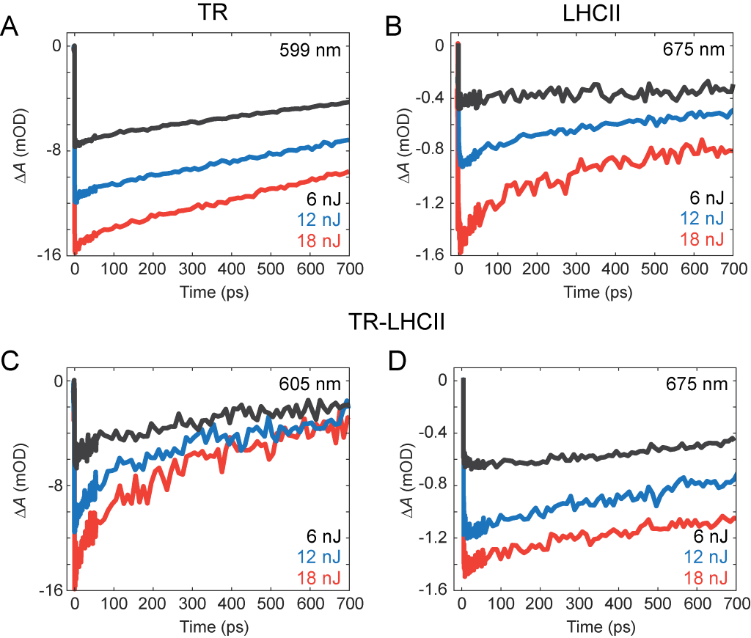 TR
LHCII
A
B
0
599 nm
0
675 nm
-0.4
-8
-0.8
ΔA (mOD)
ΔA (mOD)
6 nJ
-1.2
6 nJ
12 nJ
12 nJ
18 nJ
18 nJ
-16
-1.6
0 100 200 300 400 500 600 700
0 100 200 300 400 500 600 700
Time (ps)
Time (ps)
TR-LHCII
C
D
0
605 nm
0
675 nm
-0.4
-8
-0.8
ΔA (mOD)
ΔA (mOD)
6 nJ
-1.2
6 nJ
12 nJ
12 nJ
18 nJ
18 nJ
-16
-1.6
0 100 200 300 400 500 600 700
0 100 200 300 400 500 600 700
Time (ps)
Time (ps)